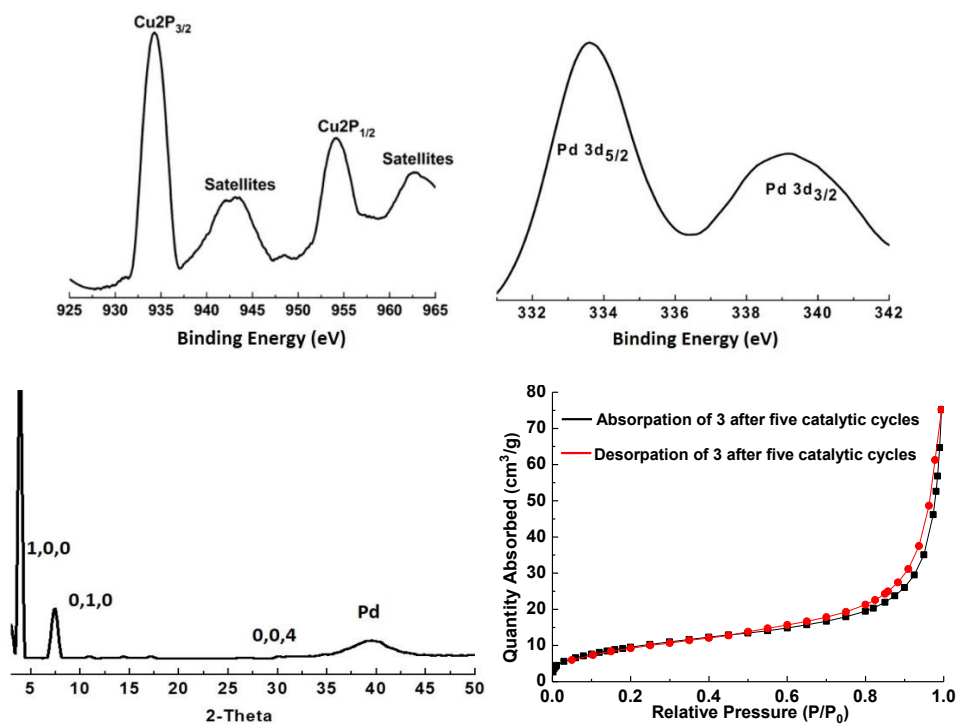 Cu2P3/2
Satellites
Cu2P1/2
Satellites
925 930 935 940 945 950 955 960 965
Binding Energy (eV)
Pd 3d5/2
Pd 3d3/2
332 334 336 338 340 342
Binding Energy (eV)
1,0,0
0,1,0
0,0,4
Pd
5 10 15 20 25 30 35 40 45 50
2-Theta
80
70
60
50
40
30
20
10
0
Quantity Absorbed (cm3/g)
Absorpation of 3 after five catalytic cycles
Desorpation of 3 after five catalytic cycles
0.0 0.2 0.4 0.6 0.8 1.0
Relative Pressure (P/P0)